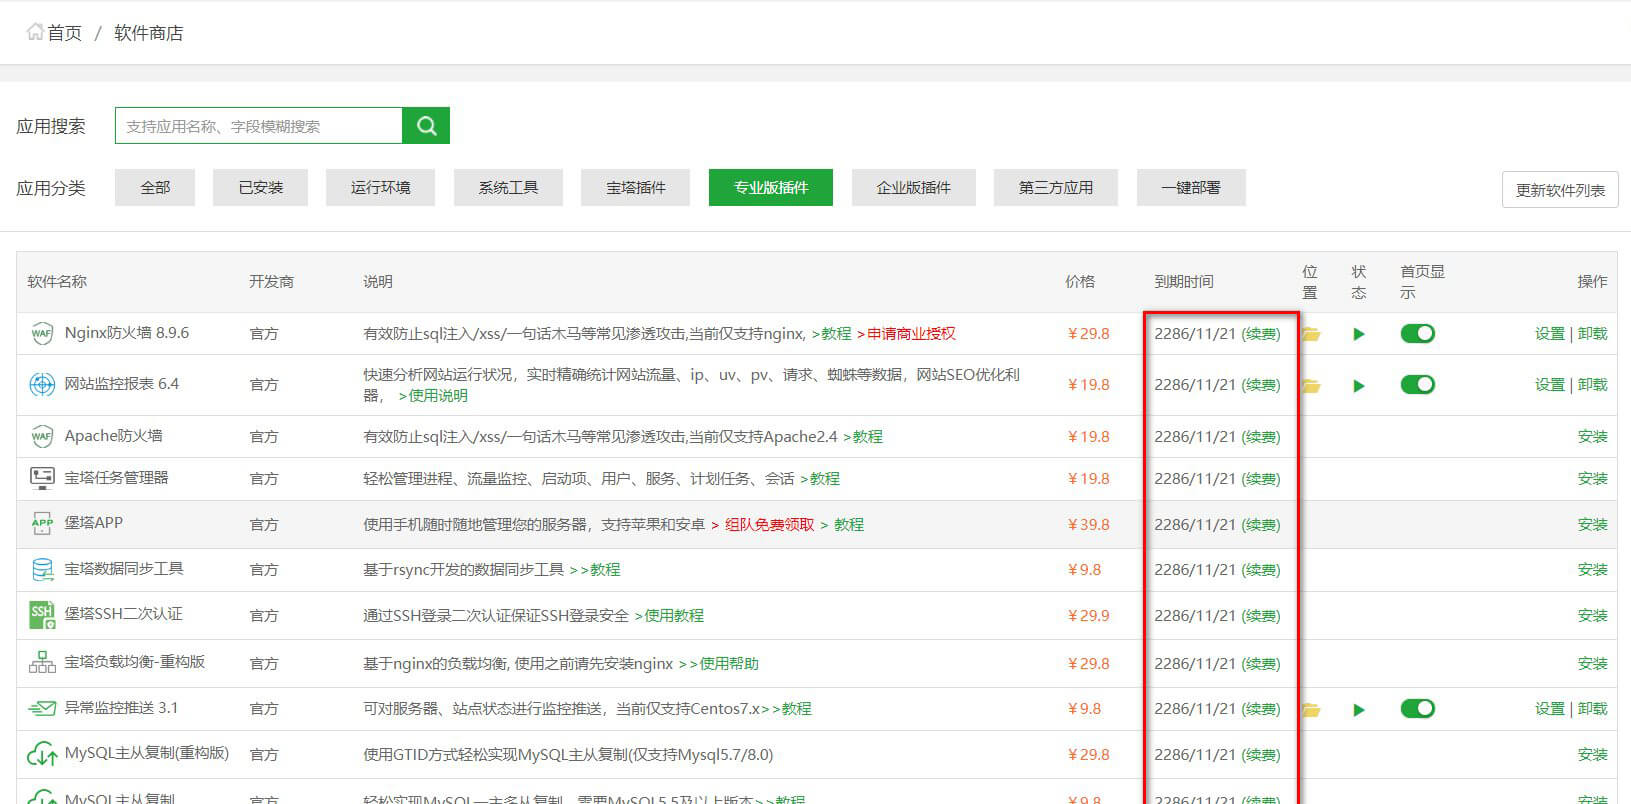 首页 / 软件商店
应用搜索 支持应用名称、字段模糊搜索
应用分类 全部 已安装 运行环境 系统工具 宝塔插件 专业版插件 企业版插件 第三方应用 一键部署 更新软件列表
软件名称 开发商 说明 价格 到期时间 位置 状态 首页显示 操作
WAF Nginx防火墙 8.9.6 官方 有效防止sql注入/xss/一句话木马等常见渗透攻击,当前仅支持nginx, >教程 >申请商业授权 ￥29.8 2286/11/21 (续费) 设置 | 卸载
网站监控报表 6.4 官方 快速分析网站运行状况，实时精确统计网站流量、ip、uv、pv、请求、蜘蛛等数据，网站SEO优化利
器， >使用说明 ￥19.8 2286/11/21 (续费) 设置 | 卸载
WAF Apache防火墙 官方 有效防止sql注入/xss/一句话木马等常见渗透攻击,当前仅支持Apache2.4 >教程 ￥19.8 2286/11/21 (续费) 安装
宝塔任务管理器 官方 轻松管理进程、流量监控、启动项、用户、服务、计划任务、会话 >教程 ￥19.8 2286/11/21 (续费) 安装
APP 堡塔APP 官方 使用手机随时随地管理您的服务器，支持苹果和安卓 > 组队免费领取 > 教程 ￥39.8 2286/11/21 (续费) 安装
宝塔数据同步工具 官方 基于rsync开发的数据同步工具 >>教程 ￥9.8 2286/11/21 (续费) 安装
SSH 堡塔SSH二次认证 官方 通过SSH登录二次认证保证SSH登录安全 >使用教程 ￥29.9 2286/11/21 (续费) 安装
宝塔负载均衡-重构版 官方 基于nginx的负载均衡, 使用之前请先安装nginx >>使用帮助 ￥29.8 2286/11/21 (续费) 安装
异常监控推送 3.1 官方 可对服务器、站点状态进行监控推送，当前仅支持Centos7.x>>教程 ￥9.8 2286/11/21 (续费) 设置 | 卸载
MySQL主从复制(重构版) 官方 使用GTID方式轻松实现MySQL主从复制(仅支持Mysql5.7/8.0) ￥29.8 2286/11/21 (续费) 安装
MySQL主从复制 官方 轻松实现MySQL一主多从复制，需要MySQL5.5及以上版本>>教程 ￥9.8 2286/11/21 (续费) 安装